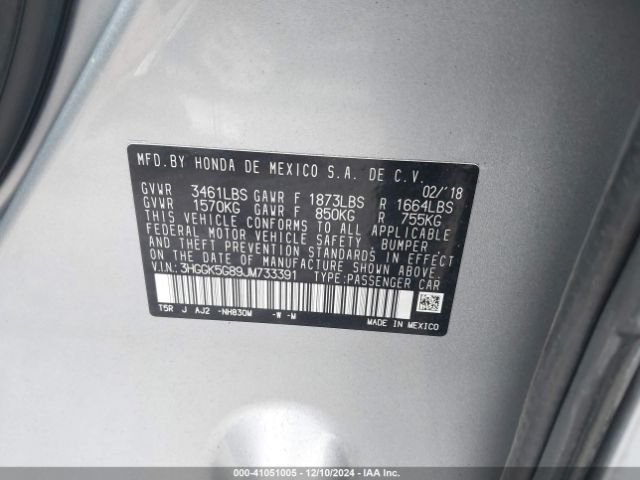 MFD. BY HONDA DE MEXICO S.A. DE C.V.
02/'18
GVWR 3461LBS GAWR F 1873LBS R 1664LBS
GVWR 1570KG GAWR F 850KG R 755KG
THIS VEHICLE CONFORMS TO ALL APPLICABLE
FEDERAL MOTOR VEHICLE SAFETY, BUMPER,
AND THEFT PREVENTION STANDARDS IN EFFECT
ON THE DATE OF MANUFACTURE SHOWN ABOVE.
V.I.N.: 3HGGK5G89JM733391 TYPE: PASSENGER CAR
T5R J AJ2 -NH830M -W -M
MADE IN MEXICO
000-41051005 - 12/10/2024 - IAA Inc.